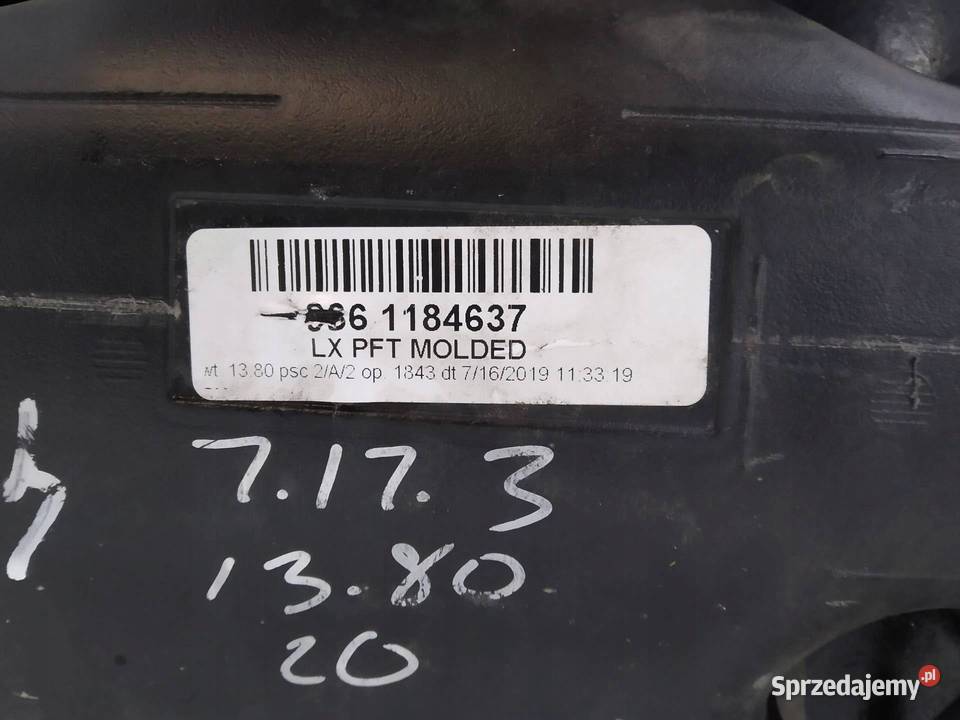 1184637
LX PFT MOLDED
wt 13.80 psc 2/A/2 op. 1843 dt 7/16/2019 11:33:19
7.17.3
13.80
20
Sprzedajemy.pl